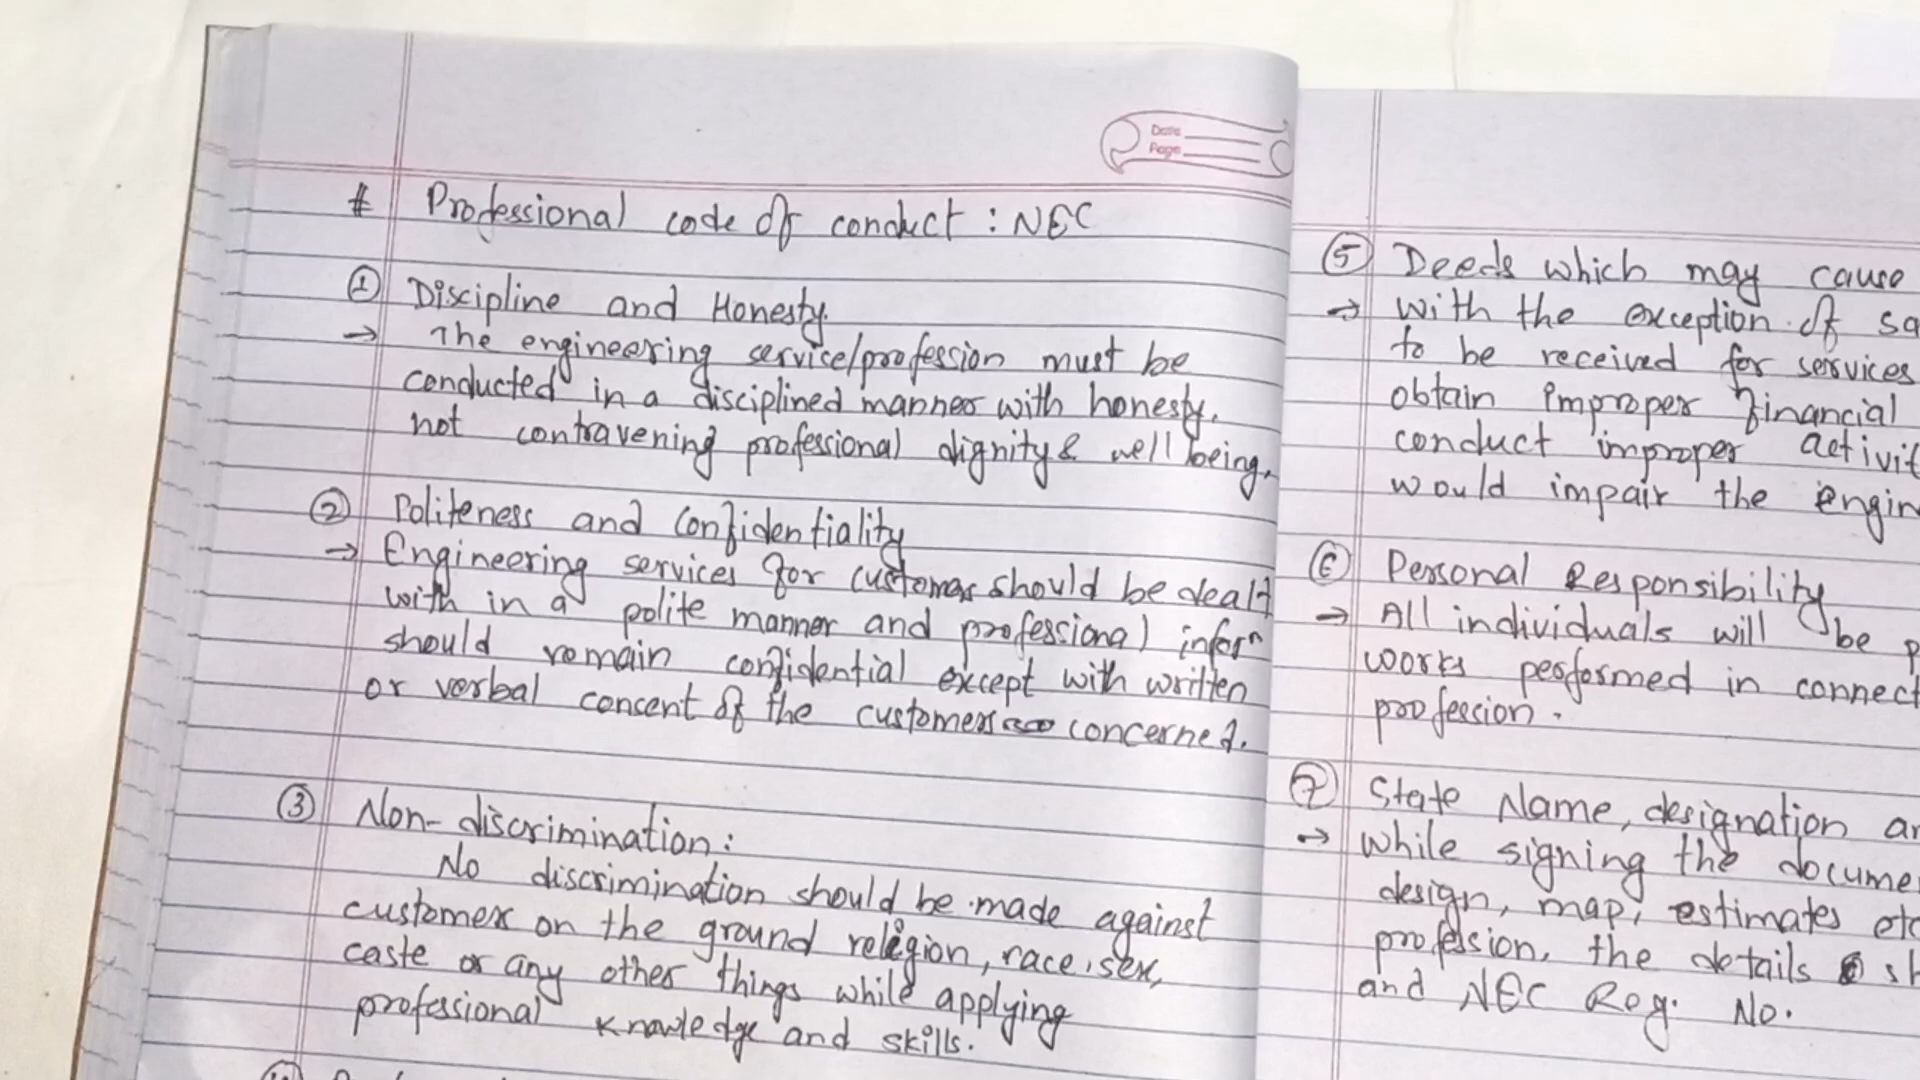 Date
Page
# Professional code of conduct : NEC
① Discipline and Honesty.
→ The engineering service/profession must be
conducted in a disciplined manner with honesty,
not contravening professional dignity & well being.
② Politeness and Confidentiality
→ Engineering services for customers should be dealt
with in a polite manner and professional inforⁿ
should remain confidential except with written
or verbal consent of the customers concerned.
③ Non-discrimination:
No discrimination should be made against
customer on the ground religion, race, sex,
caste or any other things while applying
professional knowledge and skills.
⑤ Deeds which may cause
→ With the exception of sa
to be received for services
obtain improper financial
conduct improper activit
would impair the engin
⑥ Personal Responsibility
→ All individuals will be p
works performed in connect
profession.
⑦ State Name, designation an
→ while signing the documen
design, map, estimates etc
profession, the details sh
and NEC Reg. No.